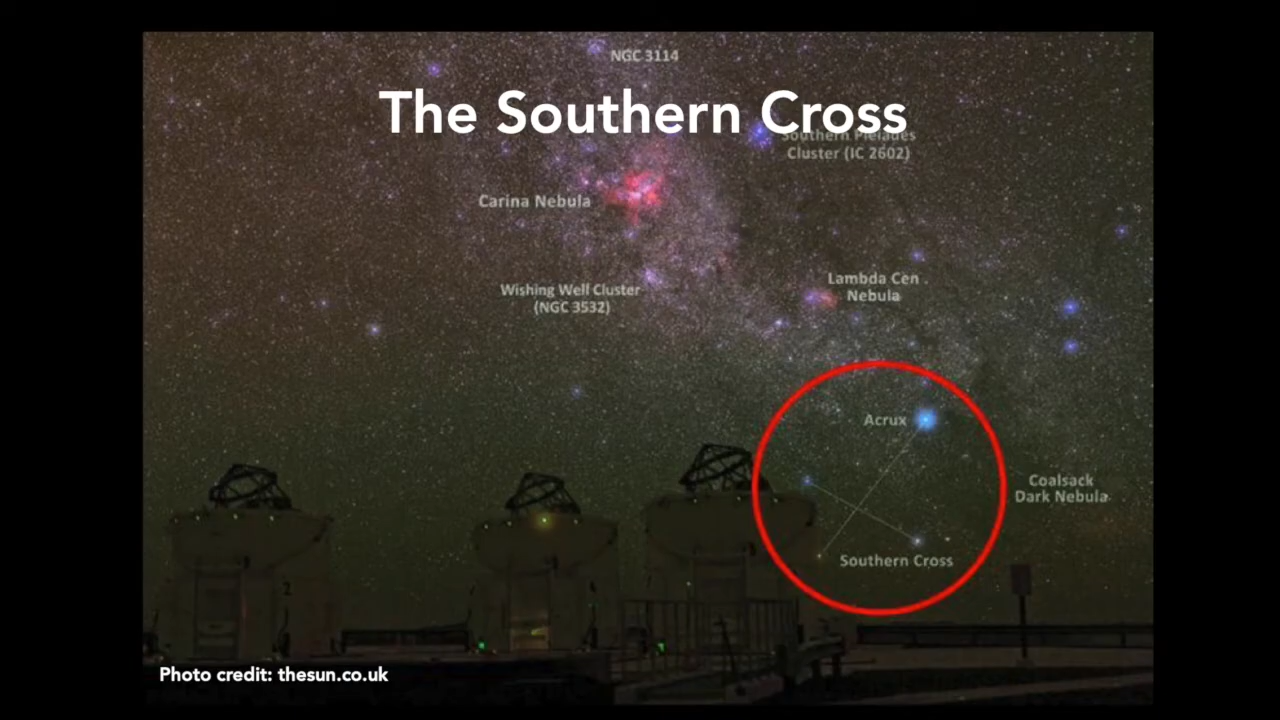 NGC 3114
The Southern Cross
Southern Pleiades
Cluster (IC 2602)
Carina Nebula
Lambda Cen
Nebula
Wishing Well Cluster
(NGC 3532)
Acrux
Coalsack
Dark Nebula
Southern Cross
2
Photo credit: thesun.co.uk